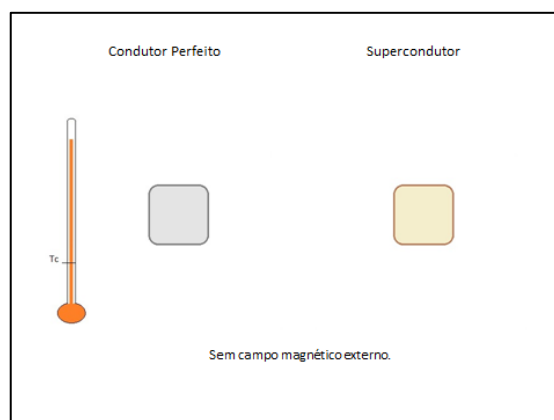 Condutor Perfeito
Supercondutor
Tc
Sem campo magnético externo.